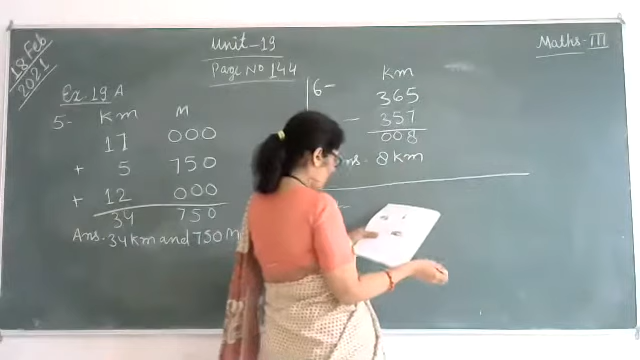 18 Feb
2021
Unit-19
Page No 144
Maths-III
Ex. 19 A
5- Km M
17 000
+ 5 750
+ 12 000
34 750
Ans. 34 km and 750 M
6- Km
365
- 357
008
Ans. 8 km